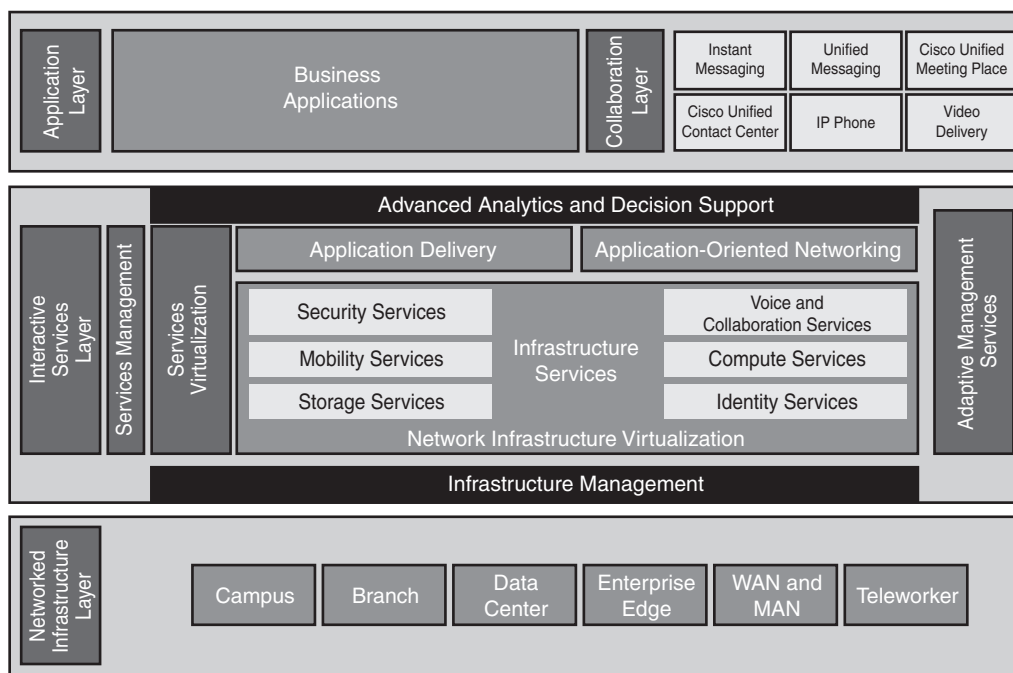 Application
Layer
Business
Applications
Collaboration
Layer
Instant
Messaging
Unified
Messaging
Cisco Unified
Meeting Place
Cisco Unified
Contact Center
IP Phone
Video
Delivery
Advanced Analytics and Decision Support
Interactive
Services
Layer
Services Management
Services
Virtualization
Application Delivery
Application-Oriented Networking
Security Services
Mobility Services
Storage Services
Infrastructure
Services
Voice and
Collaboration Services
Compute Services
Identity Services
Network Infrastructure Virtualization
Adaptive Management
Services
Infrastructure Management
Networked
Infrastructure
Layer
Campus
Branch
Data
Center
Enterprise
Edge
WAN and
MAN
Teleworker